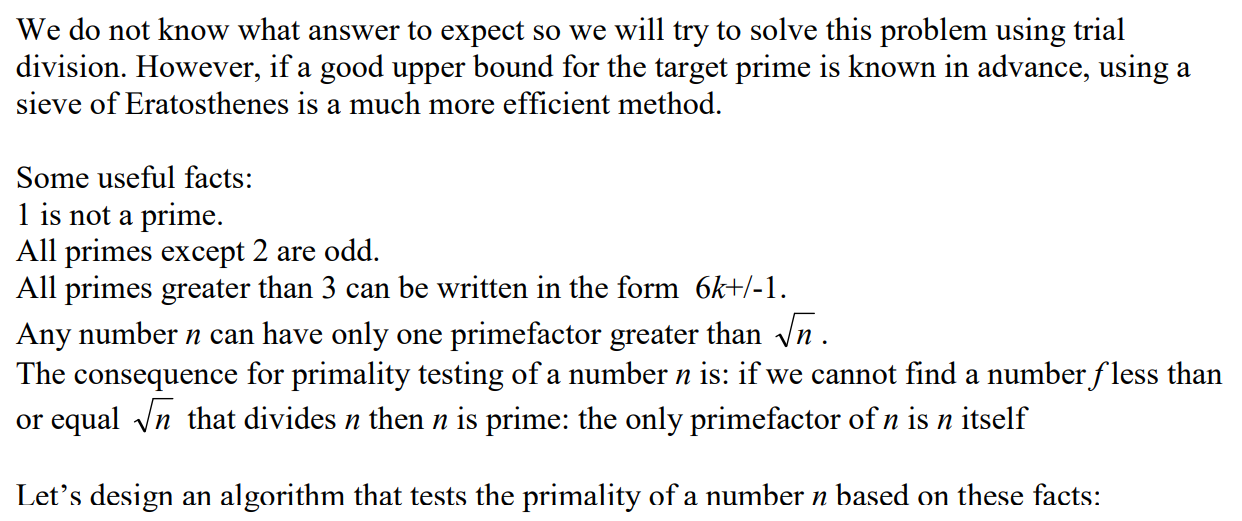 We do not know what answer to expect so we will try to solve this problem using trial
division. However, if a good upper bound for the target prime is known in advance, using a
sieve of Eratosthenes is a much more efficient method.
Some useful facts:
1 is not a prime.
All primes except 2 are odd.
All primes greater than 3 can be written in the form 6k+/-1.
Any number n can have only one primefactor greater than √n .
The consequence for primality testing of a number n is: if we cannot find a number f less than
or equal √n that divides n then n is prime: the only primefactor of n is n itself
Let’s design an algorithm that tests the primality of a number n based on these facts: